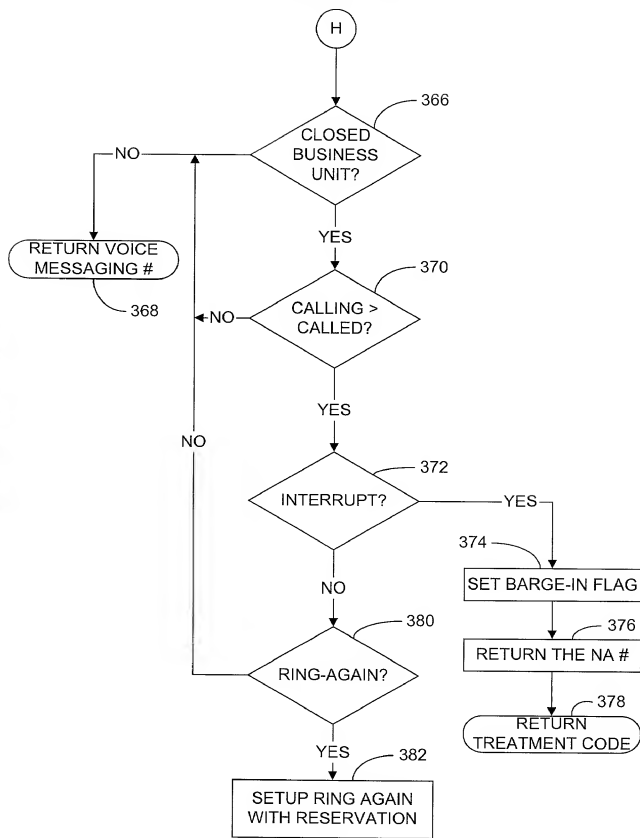 H
366
CLOSED
BUSINESS
UNIT?
NO
YES
RETURN VOICE
MESSAGING #
368
370
CALLING >
CALLED?
NO
YES
NO
372
INTERRUPT?
YES
374
SET BARGE-IN FLAG
NO
376
RETURN THE NA #
380
RING-AGAIN?
378
RETURN
TREATMENT CODE
YES
382
SETUP RING AGAIN
WITH RESERVATION